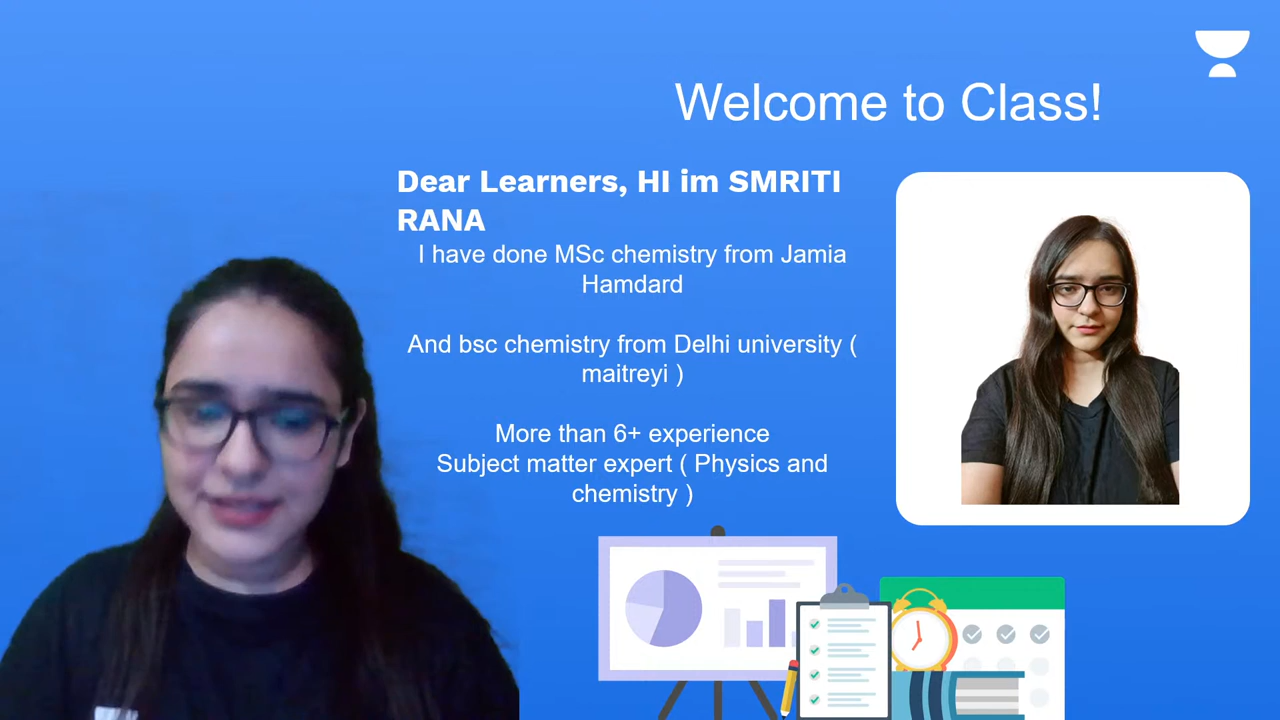 Welcome to Class!
Dear Learners, HI im SMRITI
RANA
I have done MSc chemistry from Jamia
Hamdard
And bsc chemistry from Delhi university (
maitreyi )
More than 6+ experience
Subject matter expert ( Physics and
chemistry )